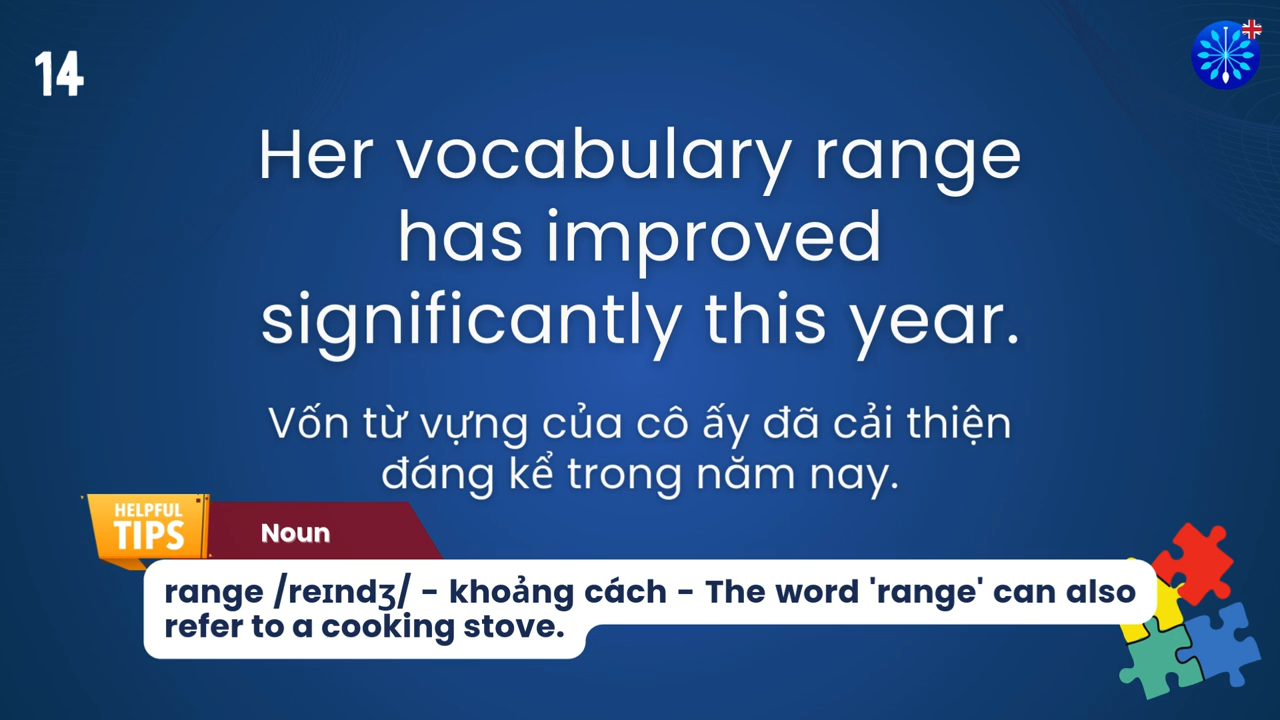 14
Her vocabulary range
has improved
significantly this year.
Vốn từ vựng của cô ấy đã cải thiện
đáng kể trong năm nay.
HELPFUL
TIPS
Noun
range /reɪndʒ/ - khoảng cách - The word 'range' can also
refer to a cooking stove.